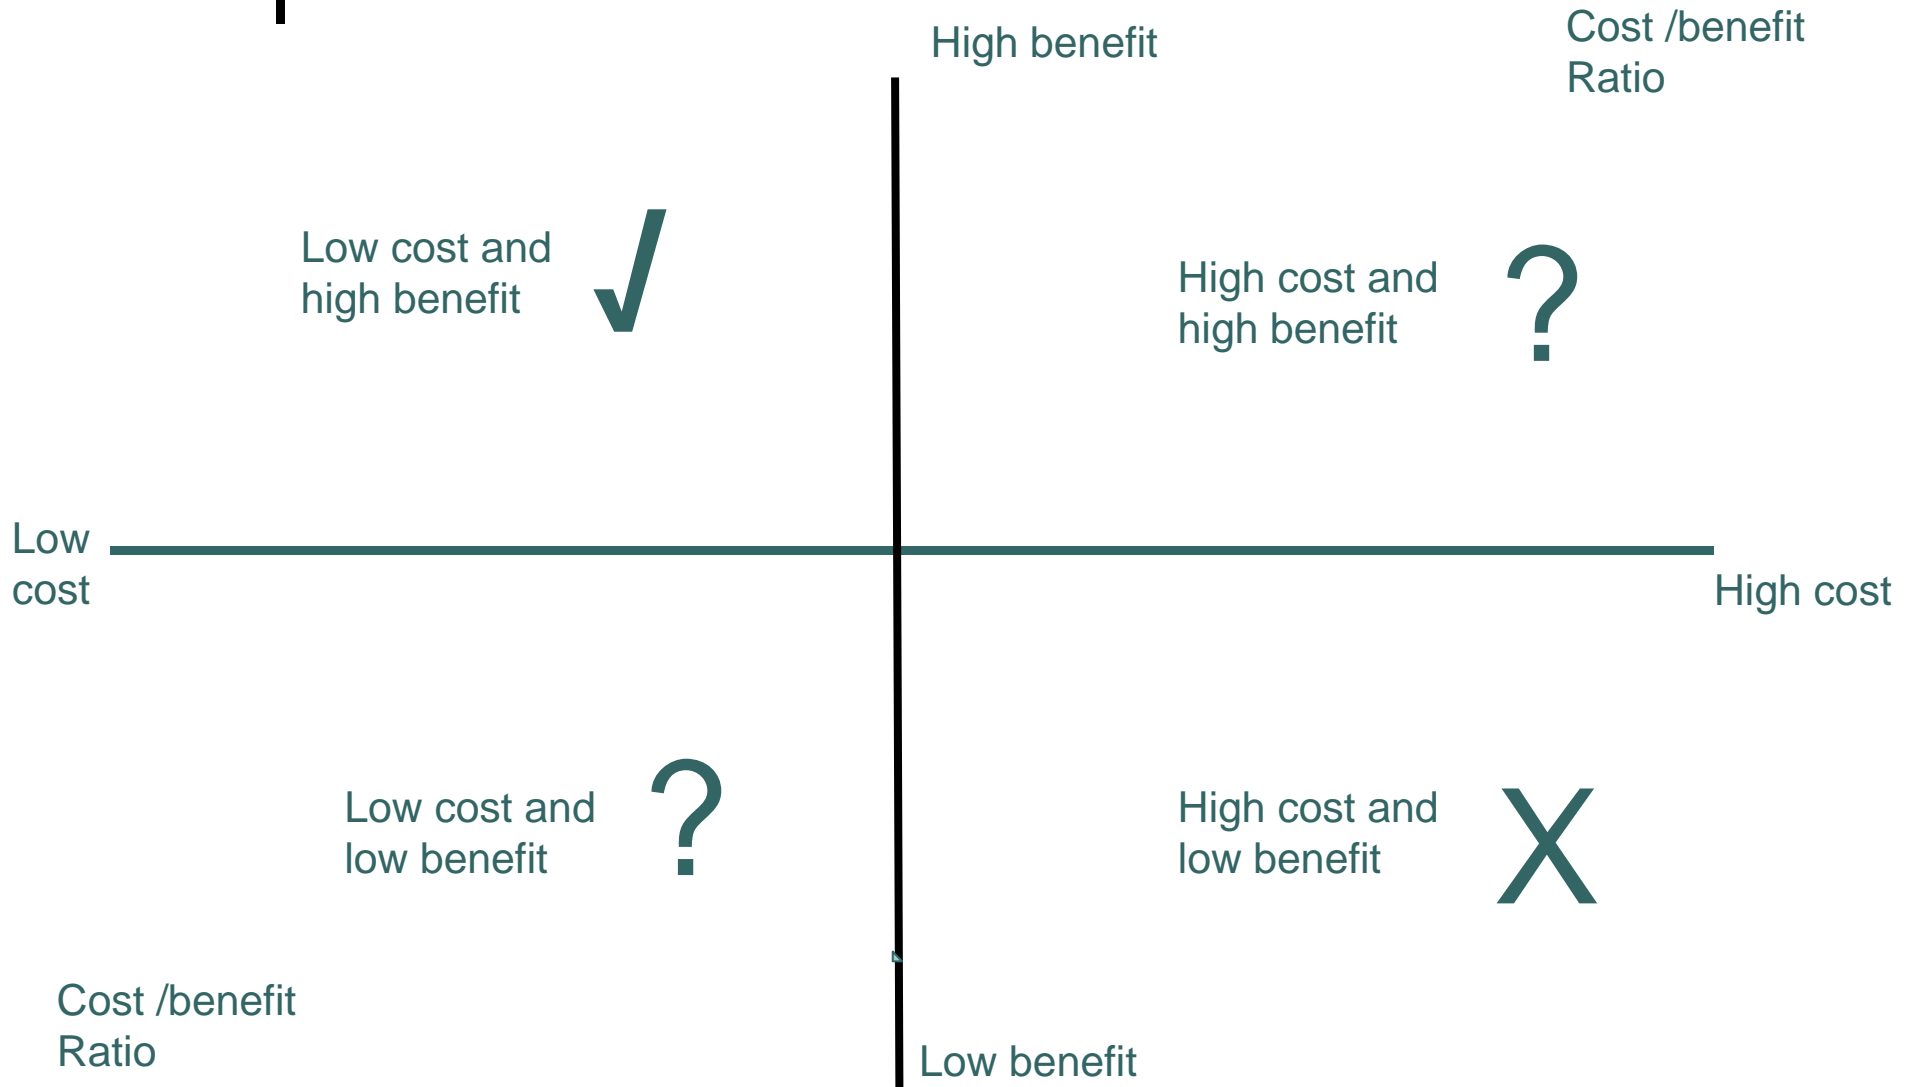 High benefit
Cost /benefit
Ratio
Low cost and
high benefit
√
High cost and
high benefit
?
Low
cost
High cost
Low cost and
low benefit
?
High cost and
low benefit
X
Cost /benefit
Ratio
Low benefit